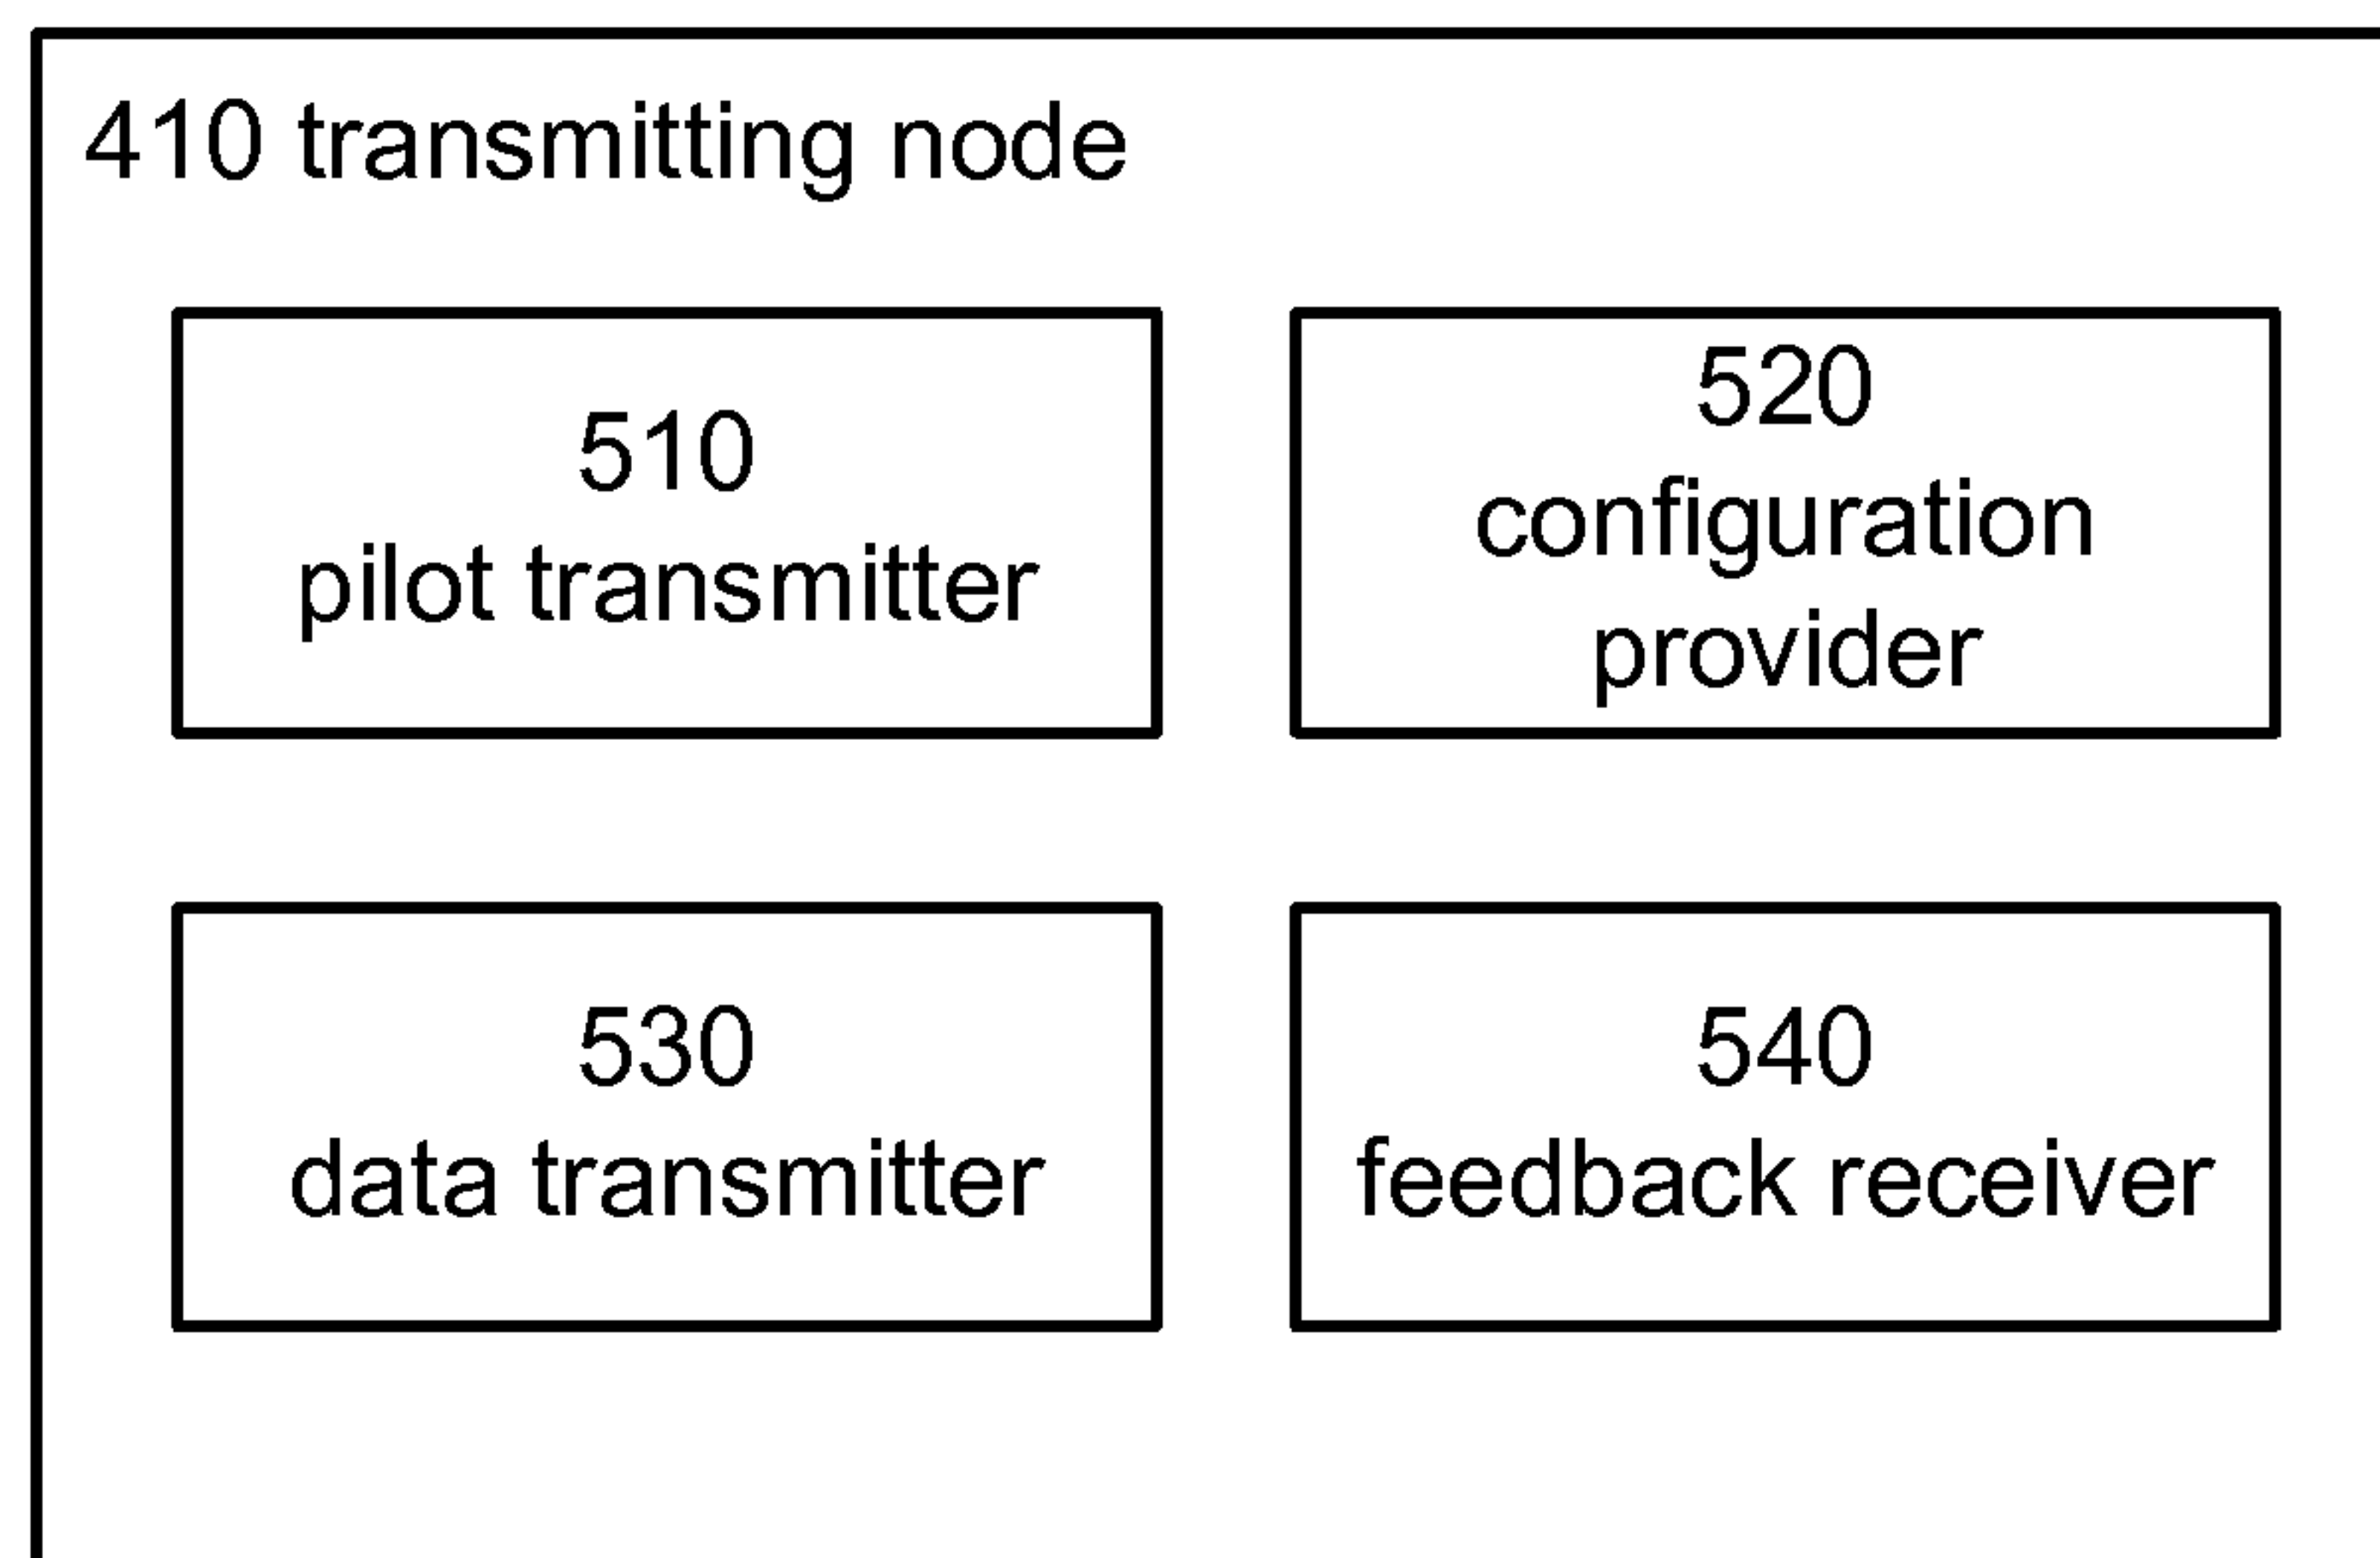 410 transmitting node
510
pilot transmitter
520
configuration
provider
530
data transmitter
540
feedback receiver